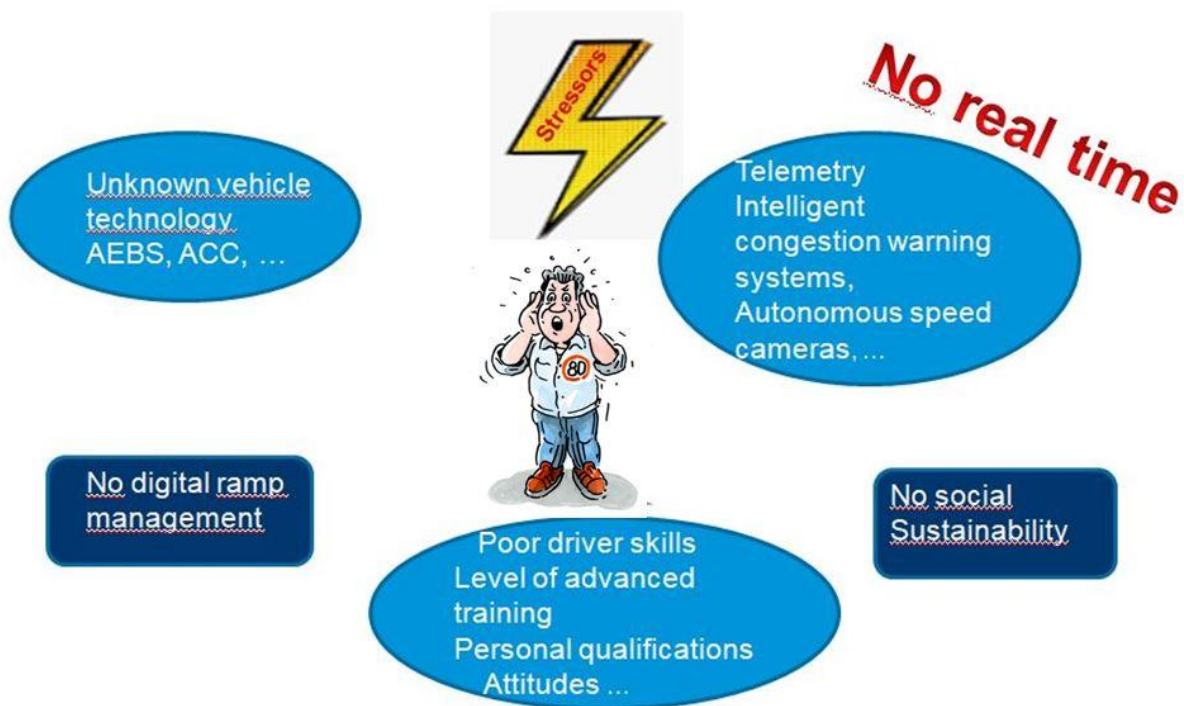 Stressors
No real time
Unknown vehicle
technology
AEBS, ACC, ...
Telemetry
Intelligent
congestion warning
systems,
Autonomous speed
cameras, ...
80
No digital ramp
management
No social
Sustainability
Poor driver skills
Level of advanced
training
Personal qualifications
Attitudes ...